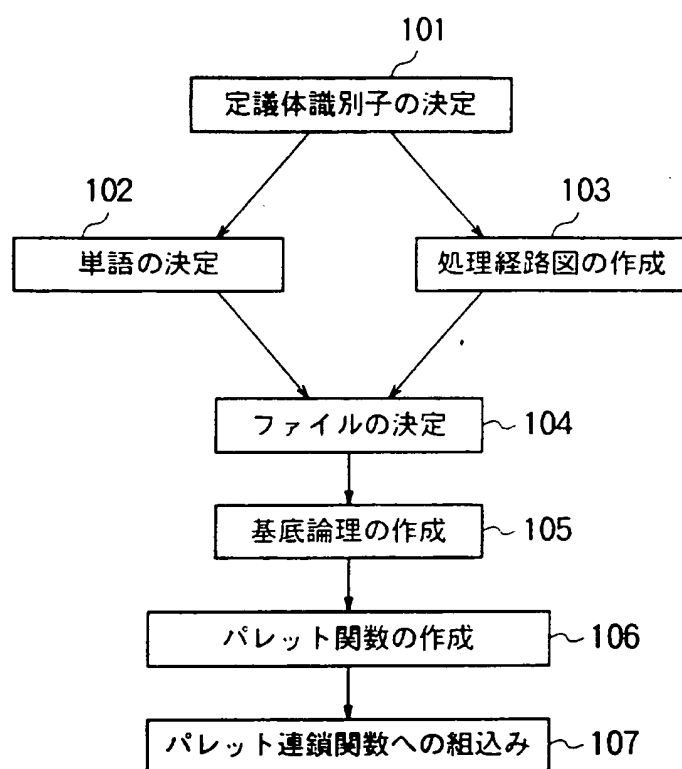 101
定議体識別子の決定
102
103
単語の決定
処理経路図の作成
ファイルの決定 104
基底論理の作成 105
パレット関数の作成 106
パレット連鎖関数への組込み 107